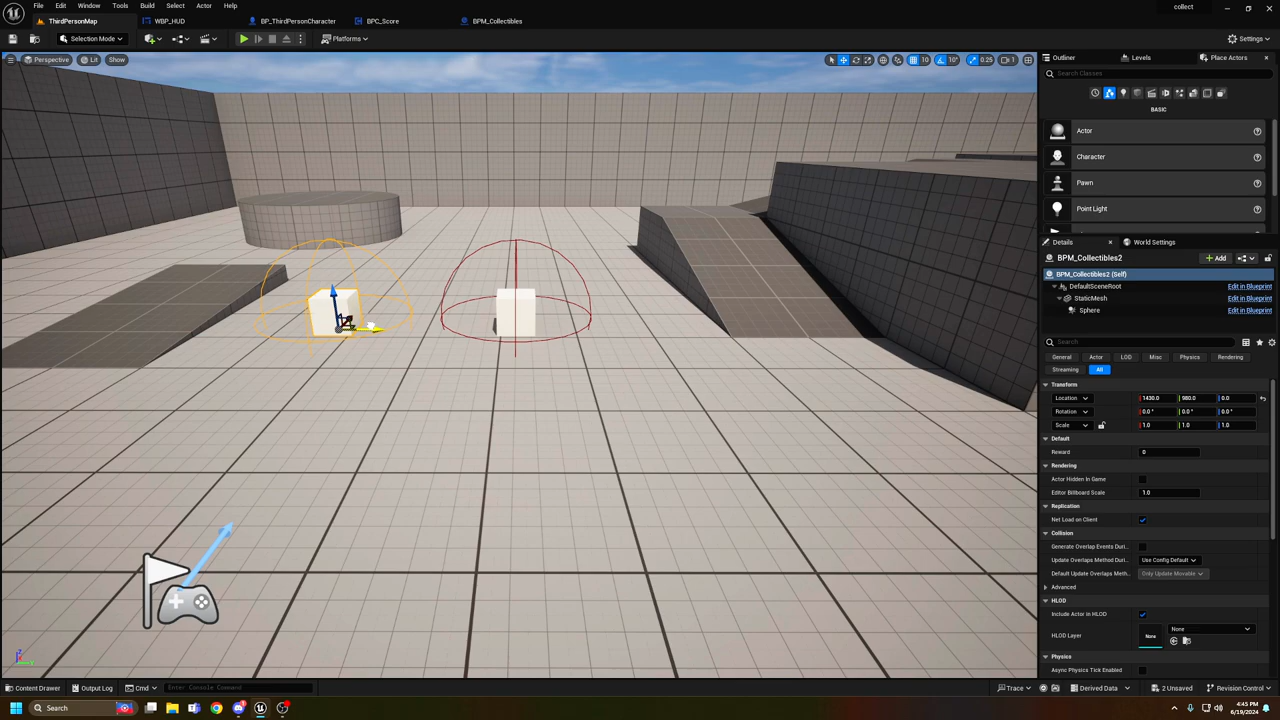 File Edit Window Tools Build Select Actor Help
collect
ThirdPersonMap WBP_HUD BP_ThirdPersonCharacter BPC_Score BPM_Collectibles
Selection Mode Platforms Settings
Perspective Lit Show 10 10° 0.25 1
Outliner Levels Place Actors
Search Classes
BASIC
Actor
Character
Pawn
Point Light
Details World Settings
BPM_Collectibles2 Add
BPM_Collectibles2 (Self)
DefaultSceneRoot Edit in Blueprint
StaticMesh Edit in Blueprint
Sphere Edit in Blueprint
Search
General Actor LOD Misc Physics Rendering
Streaming All
Transform
Location 1430.0 980.0 0.0
Rotation 0.0 ° 0.0 ° 0.0 °
Scale 1.0 1.0 1.0
Default
Reward 0
Rendering
Actor Hidden In Game
Editor Billboard Scale 1.0
Replication
Net Load on Client
Collision
Generate Overlap Events Duri...
Update Overlaps Method Duri... Use Config Default
Default Update Overlaps Meth... Only Update Movable
Advanced
HLOD
Include Actor in HLOD
None
HLOD Layer None
Physics
Async Physics Tick Enabled
Content Drawer Output Log Cmd Enter Console Command Trace Derived Data 2 Unsaved Revision Control
Search 4:45 PM
6/19/2024